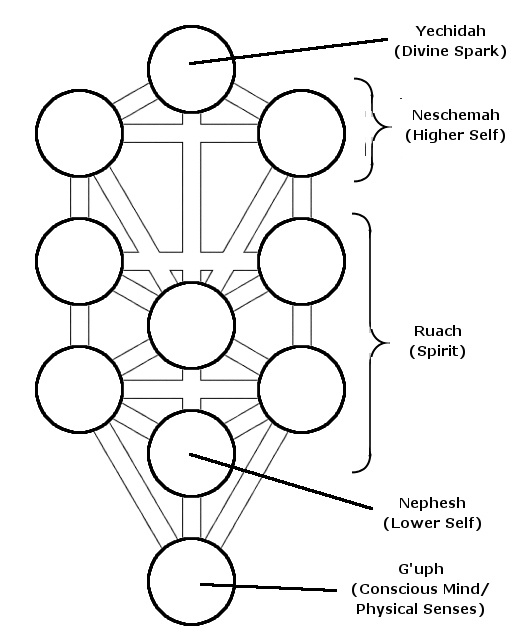 Yechidah
(Divine Spark)
Neschemah
(Higher Self)
Ruach
(Spirit)
Nephesh
(Lower Self)
G'uph
(Conscious Mind/
Physical Senses)